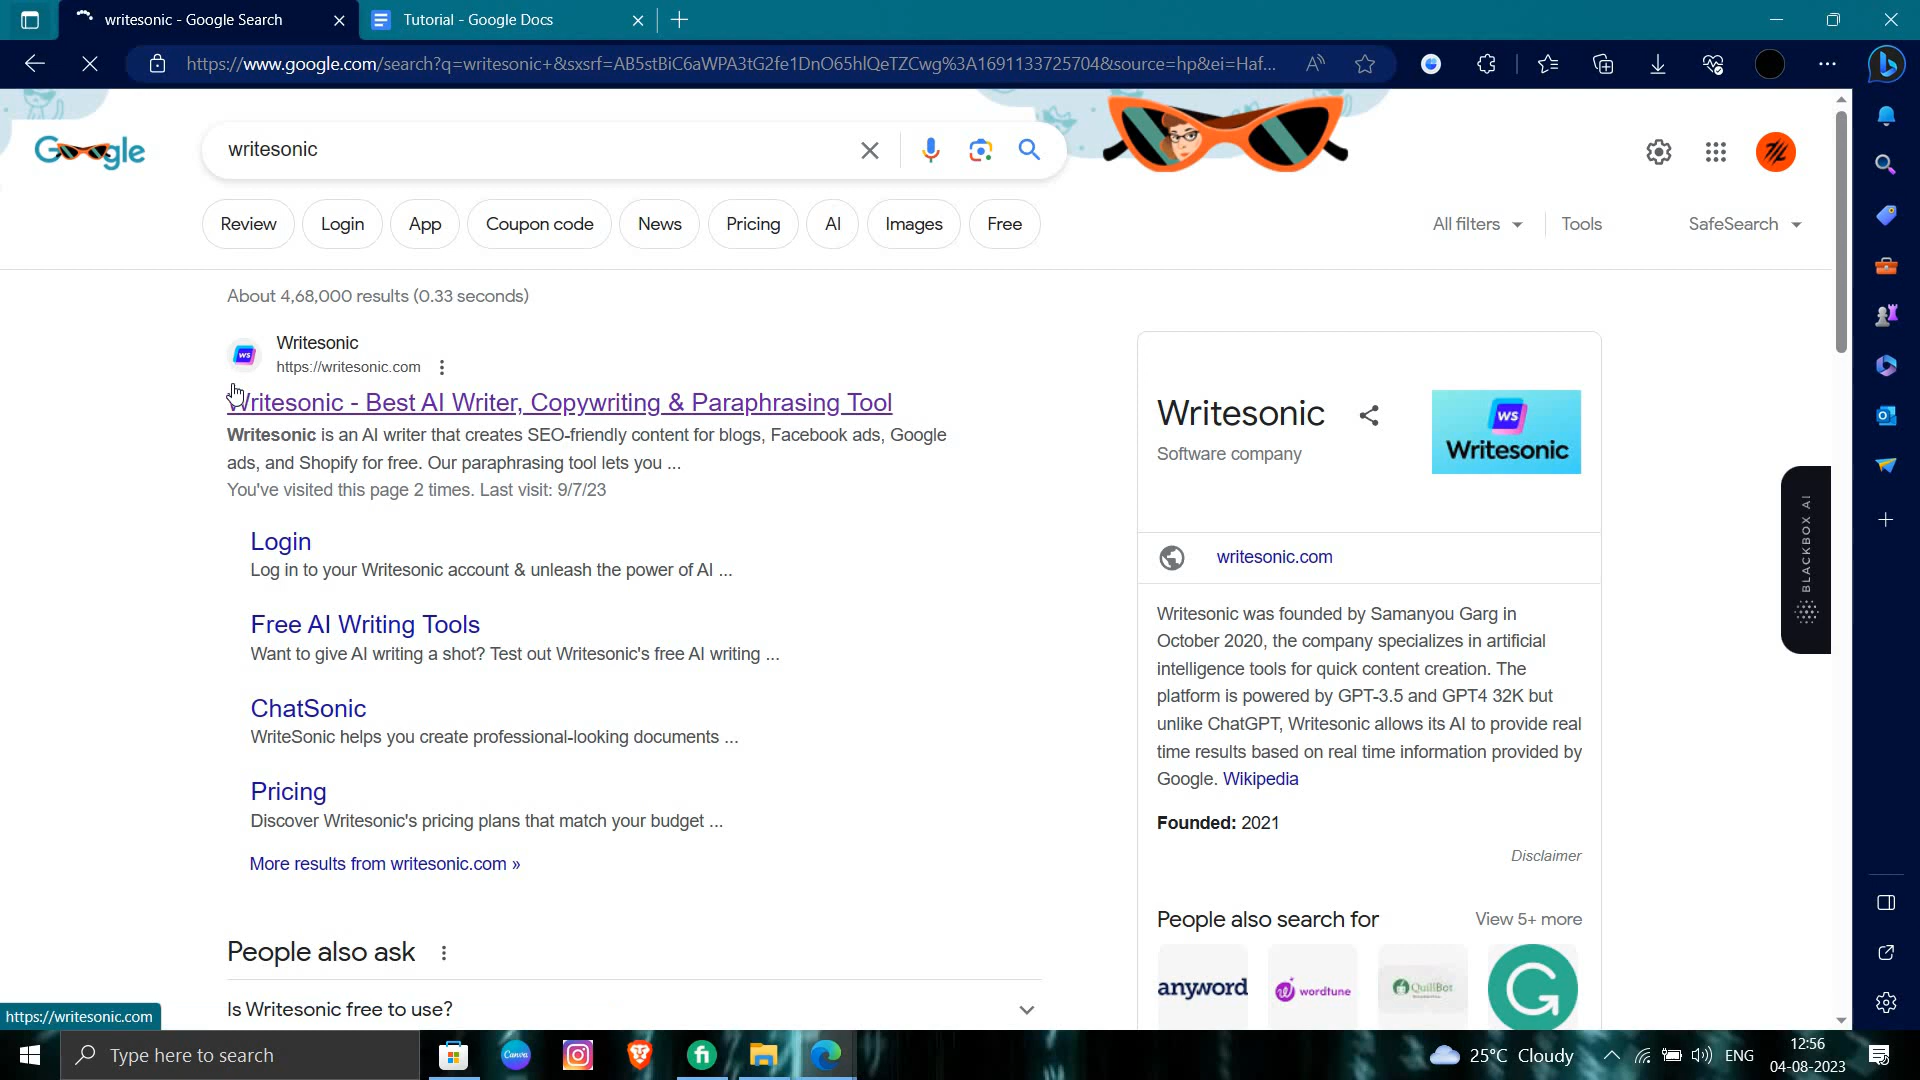 writesonic - Google Search
Tutorial - Google Docs
https://www.google.com/search?q=writesonic+&sxsrf=AB5stBiC6aWPA3tG2fe1DnO65hlQeTZCwg%3A1691133725704&source=hp&ei=Haf...
Google
writesonic
Review
Login
App
Coupon code
News
Pricing
AI
Images
Free
All filters
Tools
SafeSearch
About 4,68,000 results (0.33 seconds)
Writesonic
https://writesonic.com
Writesonic - Best AI Writer, Copywriting & Paraphrasing Tool
Writesonic is an AI writer that creates SEO-friendly content for blogs, Facebook ads, Google
ads, and Shopify for free. Our paraphrasing tool lets you ...
You've visited this page 2 times. Last visit: 9/7/23
Login
Log in to your Writesonic account & unleash the power of AI ...
Free AI Writing Tools
Want to give AI writing a shot? Test out Writesonic's free AI writing ...
ChatSonic
WriteSonic helps you create professional-looking documents ...
Pricing
Discover Writesonic's pricing plans that match your budget ...
More results from writesonic.com »
People also ask
Is Writesonic free to use?
Writesonic
Software company
WS
Writesonic
writesonic.com
Writesonic was founded by Samanyou Garg in
October 2020, the company specializes in artificial
intelligence tools for quick content creation. The
platform is powered by GPT-3.5 and GPT4 32K but
unlike ChatGPT, Writesonic allows its AI to provide real
time results based on real time information provided by
Google. Wikipedia
Founded: 2021
Disclaimer
People also search for
View 5+ more
anyword
wordtune
QuillBot
BLACKBOX AI
https://writesonic.com
Type here to search
Canva
fi
25°C Cloudy
ENG
12:56
04-08-2023